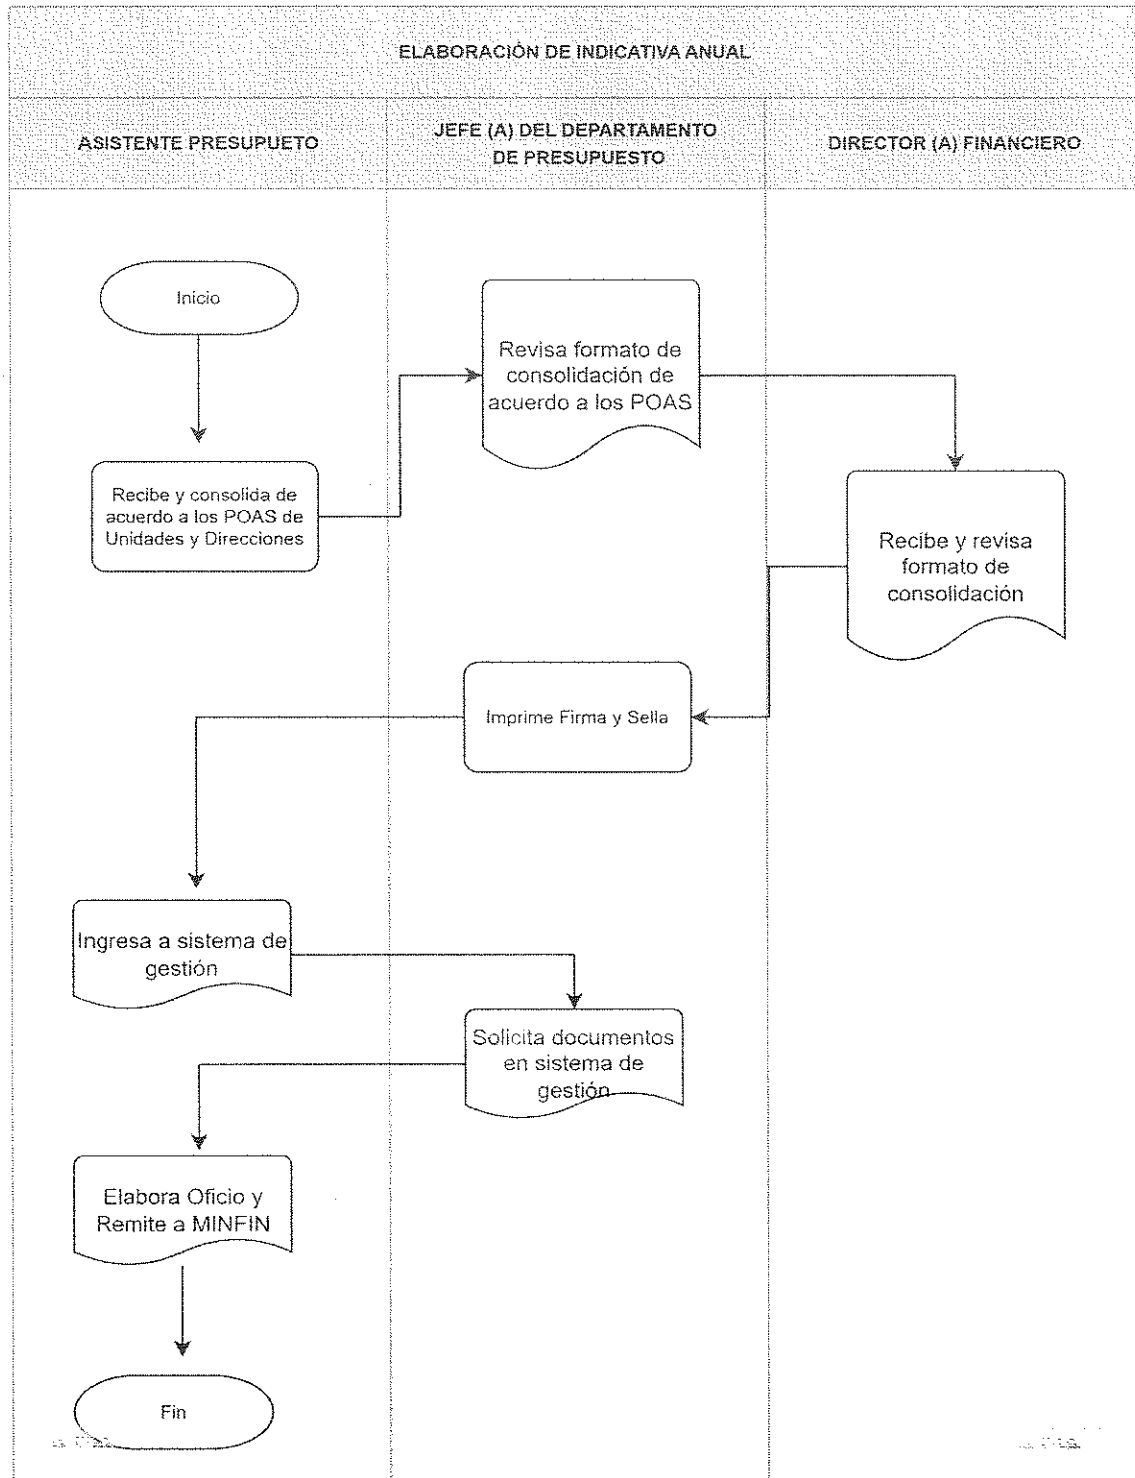 ELABORACIÓN DE INDICATIVA ANUAL
ASISTENTE PRESUPUETO
JEFE (A) DEL DEPARTAMENTO
DE PRESUPUESTO
DIRECTOR (A) FINANCIERO
Inicio
Recibe y consolida de
acuerdo a los POAS de
Unidades y Direcciones
Revisa formato de
consolidación de
acuerdo a los POAS
Recibe y revisa
formato de
consolidación
Imprime Firma y Sella
Ingresa a sistema de
gestión
Solicita documentos
en sistema de
gestión
Elabora Oficio y
Remite a MINFIN
Fin